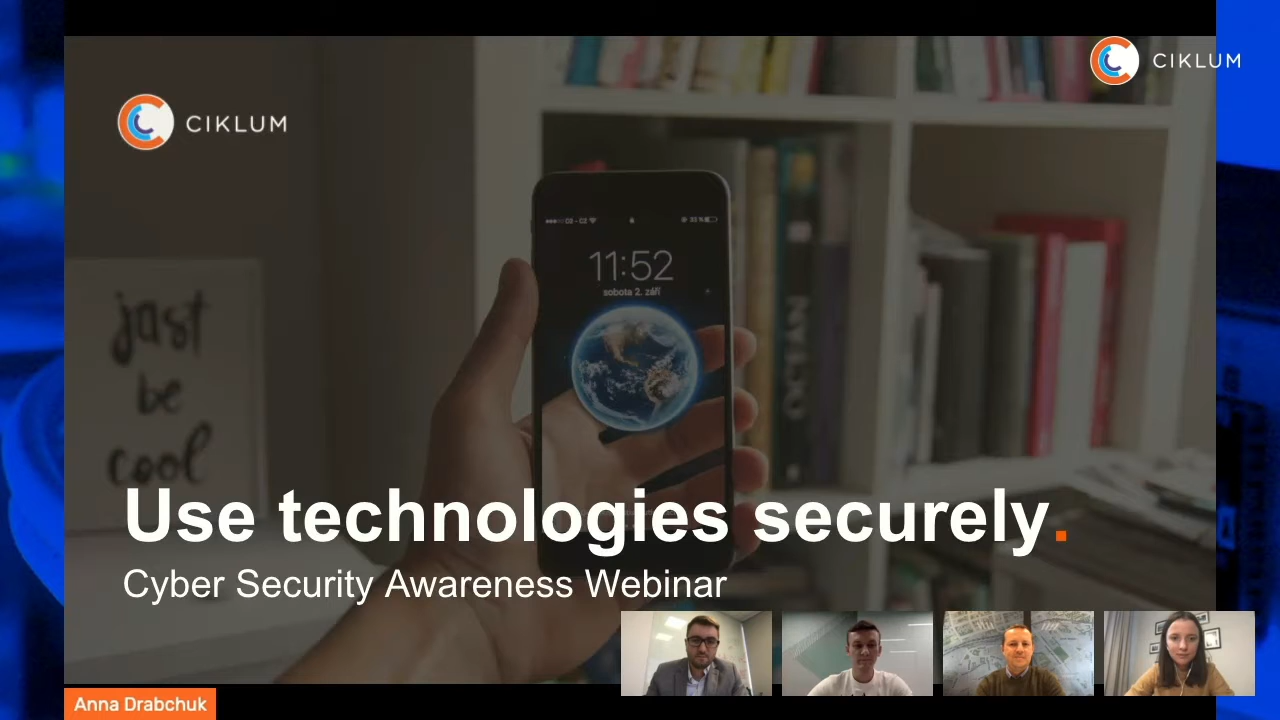 CIKLUM
CIKLUM
11:52
sobota 2. září
OCEAN
just
be
cool
Use technologies securely.
Cyber Security Awareness Webinar
Anna Drabchuk